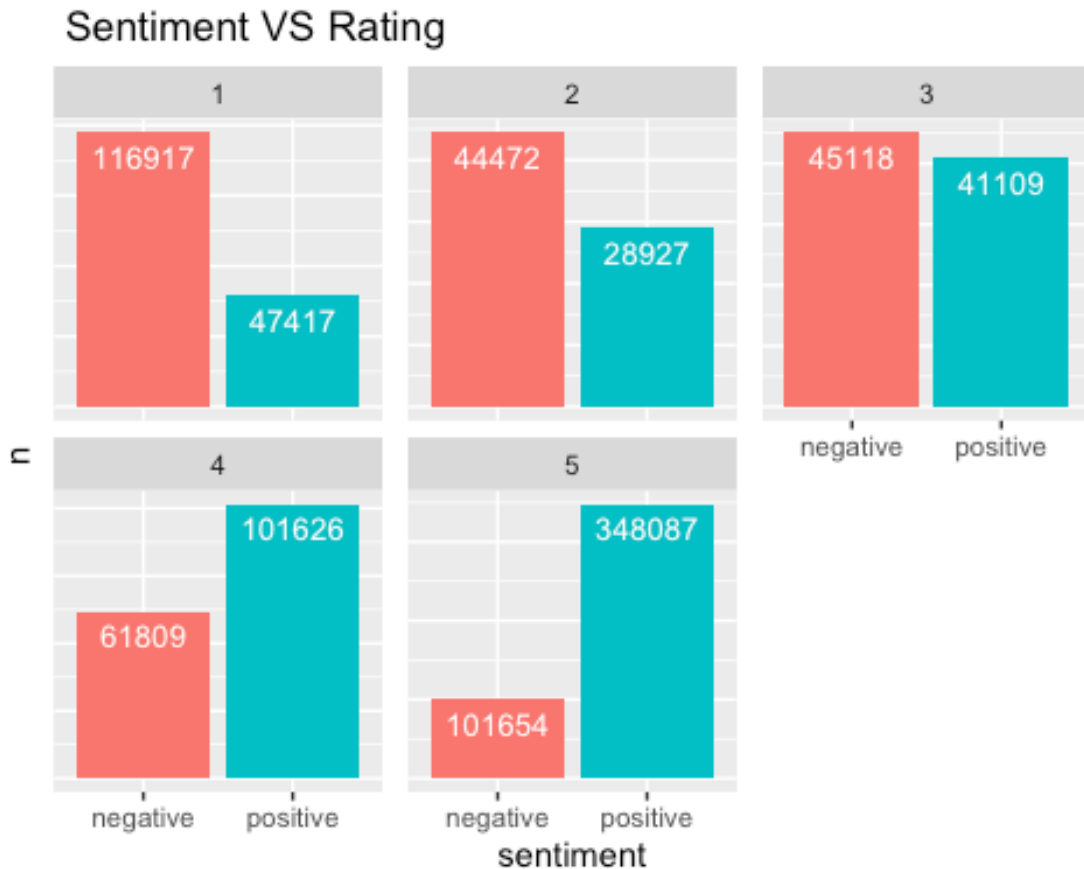 Sentiment VS Rating
1 2 3
116917 44472 45118 41109
47417 28927
negative positive
n
4 5
101626 348087
61809 101654
negative positive negative positive
sentiment